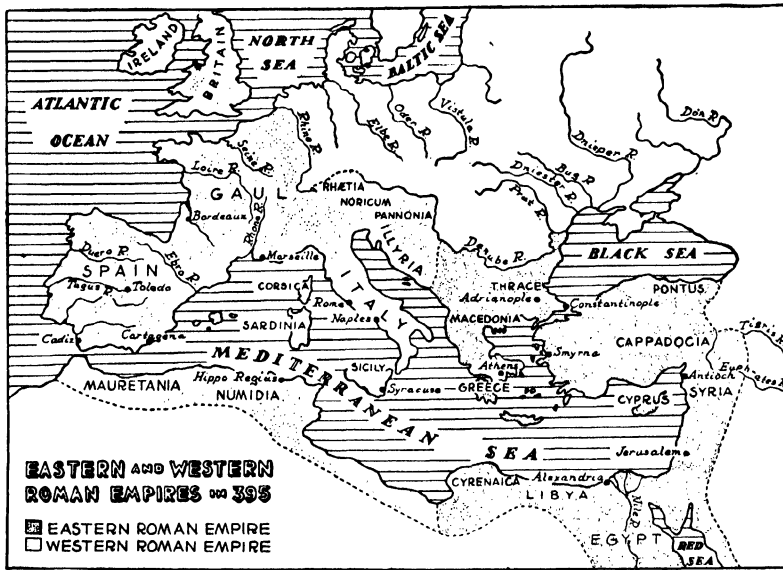 IRELAND
BRITAIN
NORTH
SEA
BALTIC SEA
ATLANTIC
OCEAN
Rhine R.
Elbe R.
Oder R.
Vistula R.
Dnieper R.
Don R.
Seine R.
Loire R.
GAUL
Bordeaux
Rhone R.
RHÆTIA
NORICUM
PANNONIA
ILLYRIA
Bug R.
Dniester R.
Prut R.
Danube R.
BLACK SEA
Duero R.
Ebro R.
SPAIN
Tagus R.
Toledo
Cadiz
Cartagena
Marseille
CORSICA
Rome
ITALY
Naples
SARDINIA
THRACE
Adrianople
Constantinople
PONTUS
MACEDONIA
CAPPADOCIA
Tigris R.
Euphrates R.
Athens
Smyrna
GREECE
Antioch
SYRIA
CYPRUS
MEDITERRANEAN
SEA
SICILY
Syracuse
MAURETANIA
Hippo Regius
NUMIDIA
Jerusalem
CYRENAICA
Alexandria
LIBYA
Nile R.
EGYPT
RED
SEA
EASTERN AND WESTERN
ROMAN EMPIRES IN 395
EASTERN ROMAN EMPIRE
WESTERN ROMAN EMPIRE